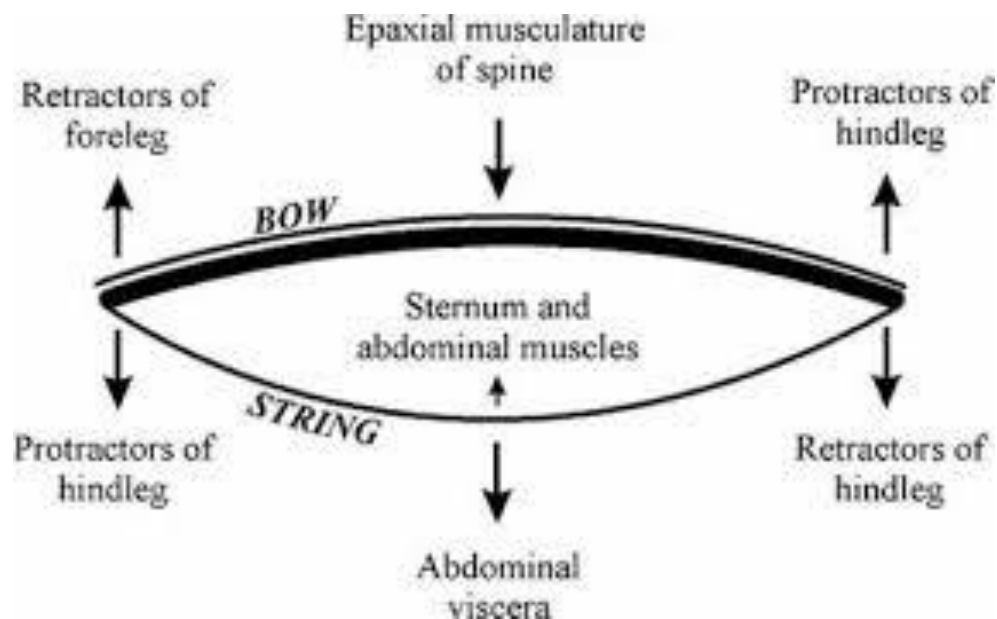 Epaxial musculature
of spine
Retractors of
foreleg
Protractors of
hindleg
BOW
Sternum and
abdominal muscles
STRING
Protractors of
hindleg
Retractors of
hindleg
Abdominal
viscera